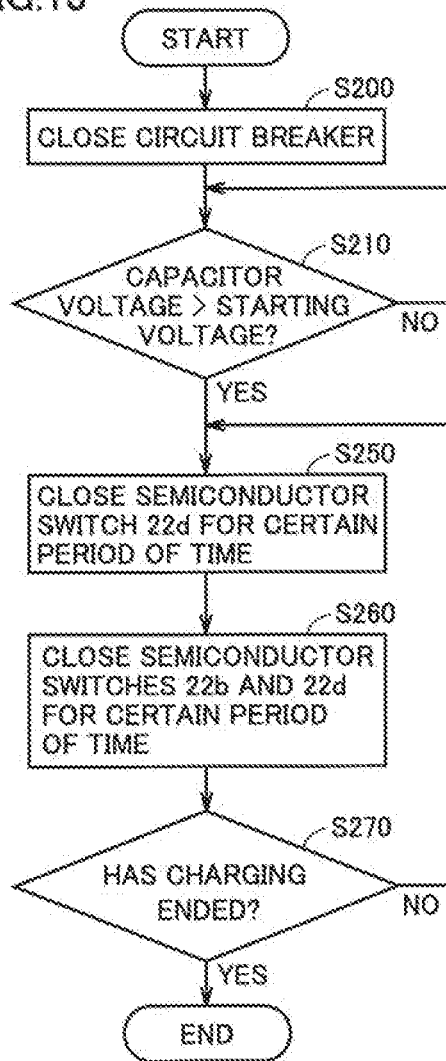 START
S200
CLOSE CIRCUIT BREAKER
S210
CAPACITOR
VOLTAGE > STARTING
VOLTAGE?
NO
YES
S250
CLOSE SEMICONDUCTOR
SWITCH 22d FOR CERTAIN
PERIOD OF TIME
S260
CLOSE SEMICONDUCTOR
SWITCHES 22b AND 22d
FOR CERTAIN PERIOD
OF TIME
S270
HAS CHARGING
ENDED?
NO
YES
END